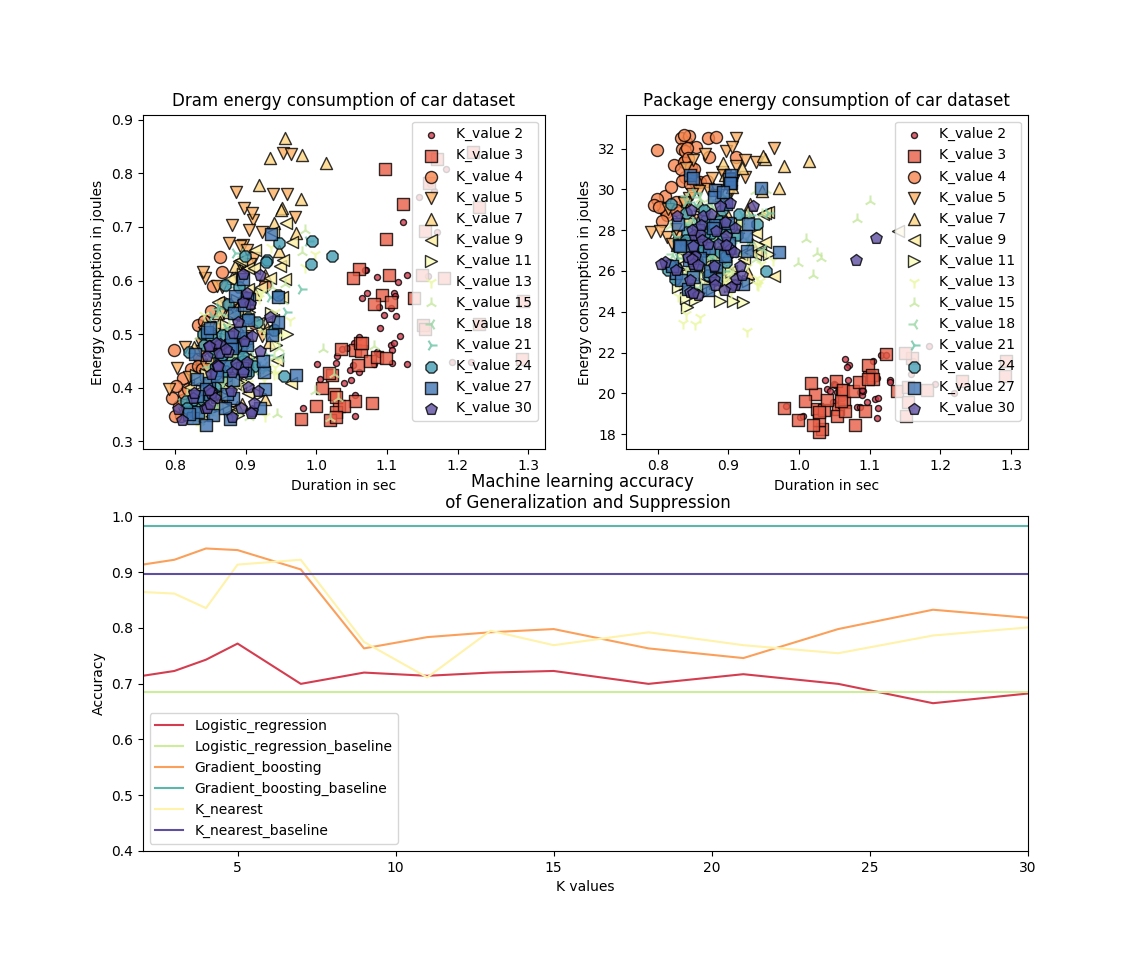 Dram energy consumption of car dataset
Energy consumption in joules
0.9
0.8
0.7
0.6
0.5
0.4
0.3
0.8 0.9 1.0 1.1 1.2 1.3
Duration in sec
K_value 2
K_value 3
K_value 4
K_value 5
K_value 7
K_value 9
K_value 11
K_value 13
K_value 15
K_value 18
K_value 21
K_value 24
K_value 27
K_value 30
Package energy consumption of car dataset
Energy consumption in joules
32
30
28
26
24
22
20
18
0.8 0.9 1.0 1.1 1.2 1.3
Duration in sec
K_value 2
K_value 3
K_value 4
K_value 5
K_value 7
K_value 9
K_value 11
K_value 13
K_value 15
K_value 18
K_value 21
K_value 24
K_value 27
K_value 30
Machine learning accuracy
of Generalization and Suppression
Accuracy
1.0
0.9
0.8
0.7
0.6
0.5
0.4
Logistic_regression
Logistic_regression_baseline
Gradient_boosting
Gradient_boosting_baseline
K_nearest
K_nearest_baseline
5 10 15 20 25 30
K values